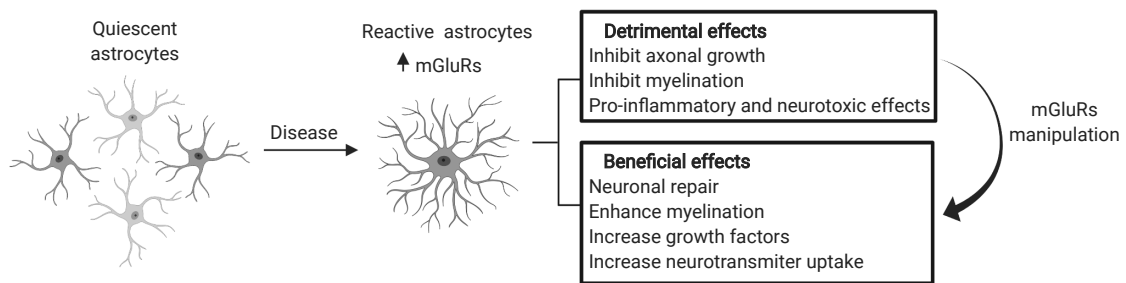 Quiescent
astrocytes
Disease
Reactive astrocytes
mGluRs
Detrimental effects
Inhibit axonal growth
Inhibit myelination
Pro-inflammatory and neurotoxic effects
Beneficial effects
Neuronal repair
Enhance myelination
Increase growth factors
Increase neurotransmiter uptake
mGluRs
manipulation